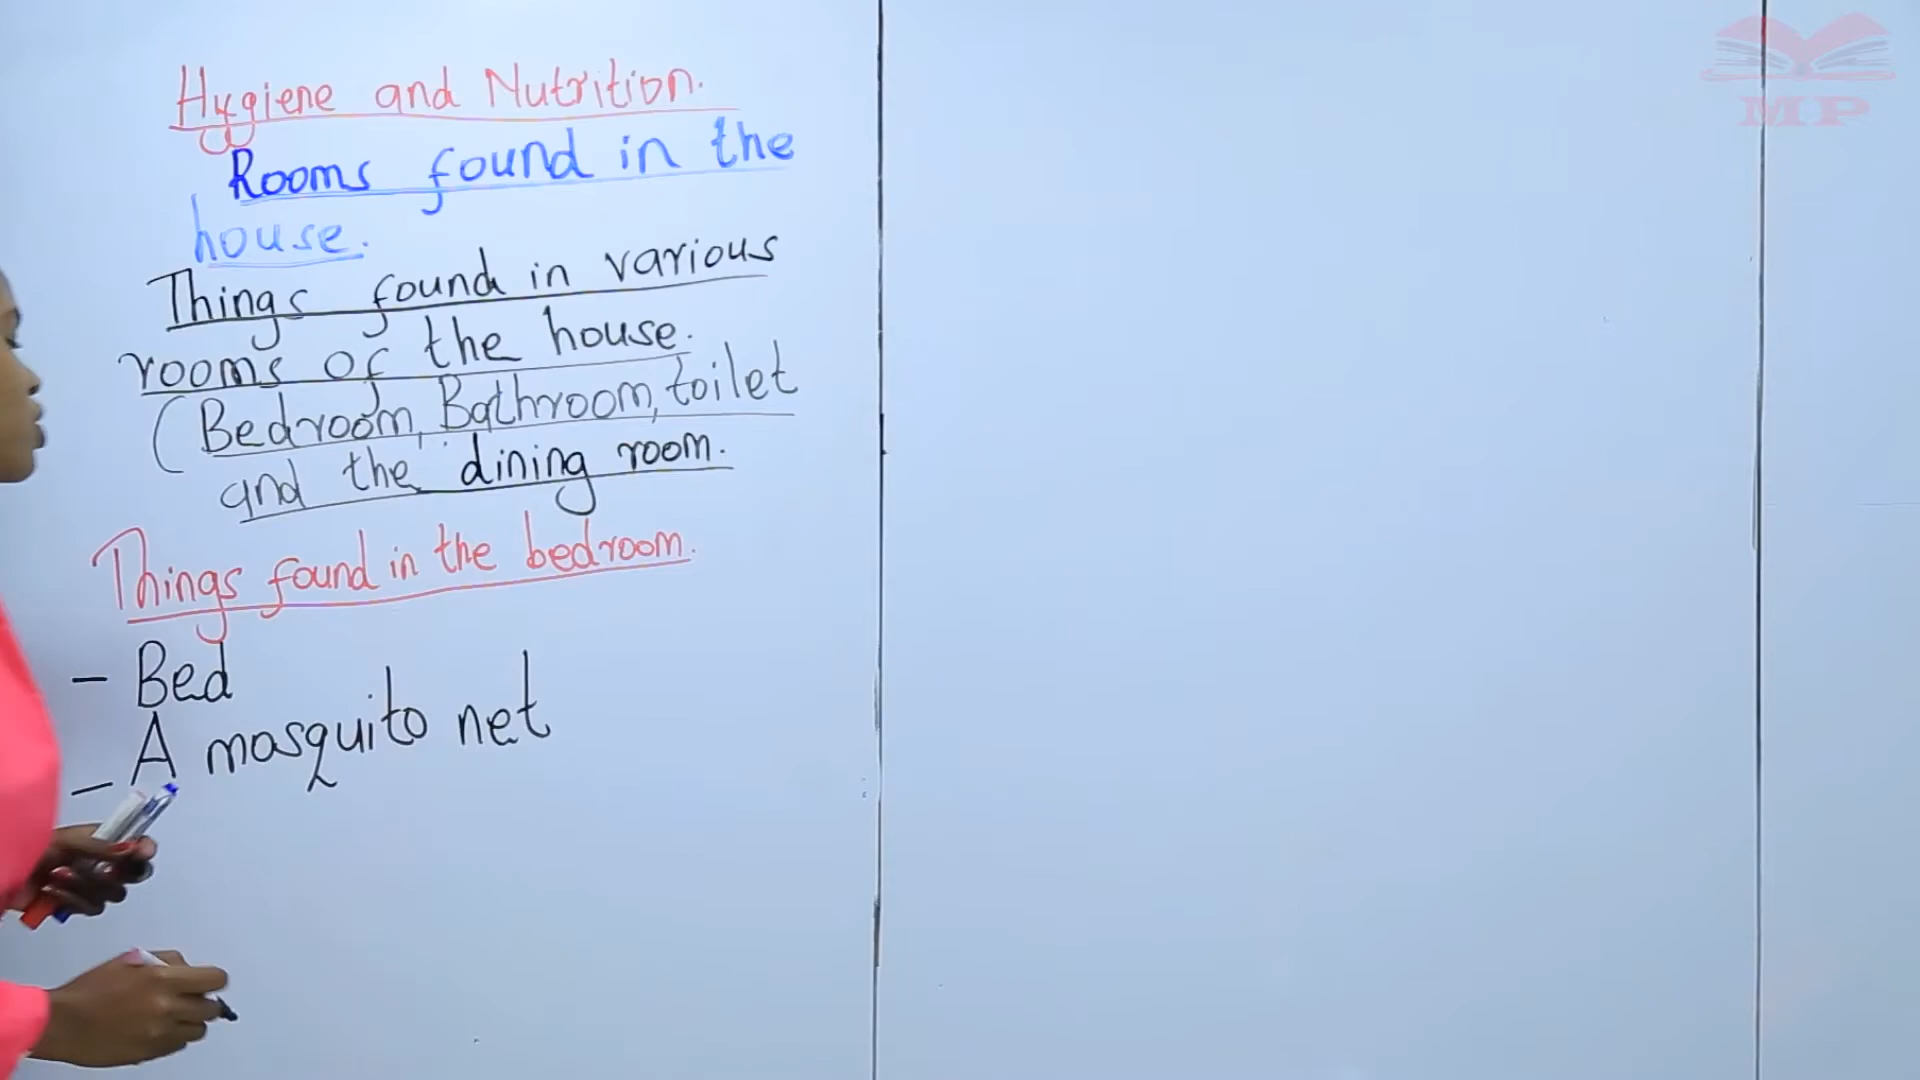 Hygiene and Nutrition.
Rooms found in the
house.
Things found in various
rooms of the house.
(Bedroom, Bathroom, toilet
and the dining room.
Things found in the bedroom.
- Bed
- A mosquito net
MP